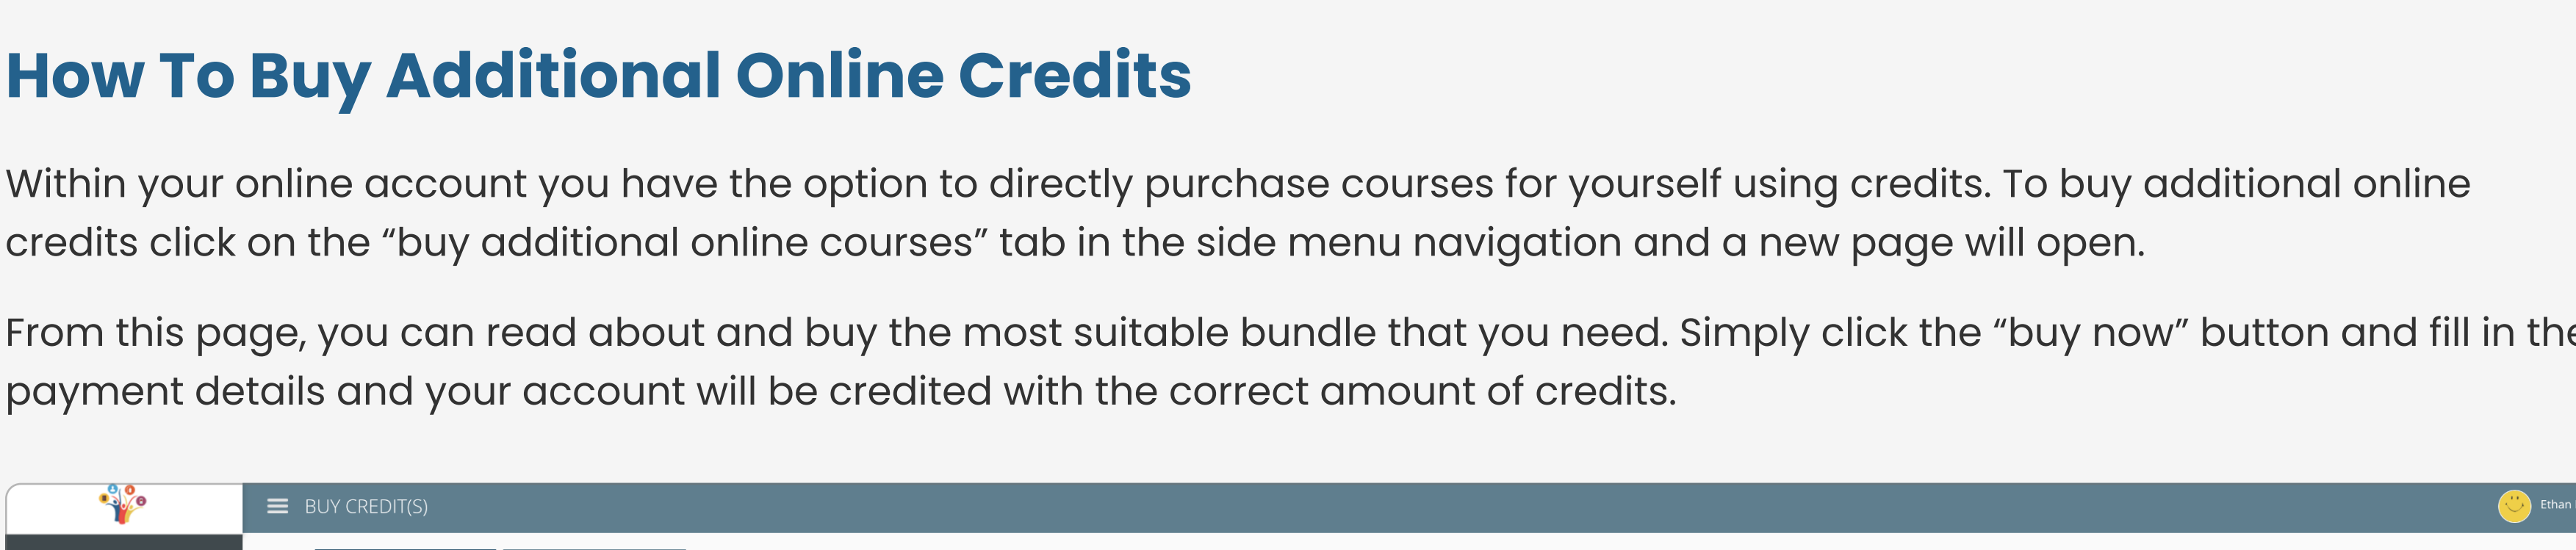 How To Buy Additional Online Credits
Within your online account you have the option to directly purchase courses for yourself using credits. To buy additional online
credits click on the “buy additional online courses” tab in the side menu navigation and a new page will open.
From this page, you can read about and buy the most suitable bundle that you need. Simply click the “buy now” button and fill in the
payment details and your account will be credited with the correct amount of credits.
BUY CREDIT(S)
Ethan